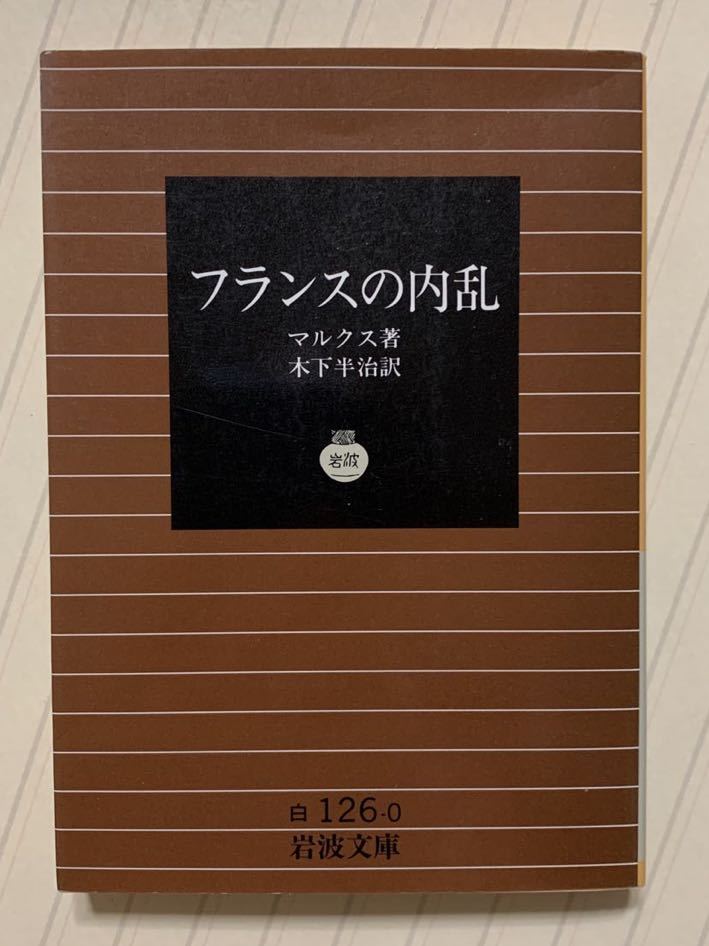 フランスの内乱
マルクス著
木下半治訳
岩波
白 126-0
岩波文庫